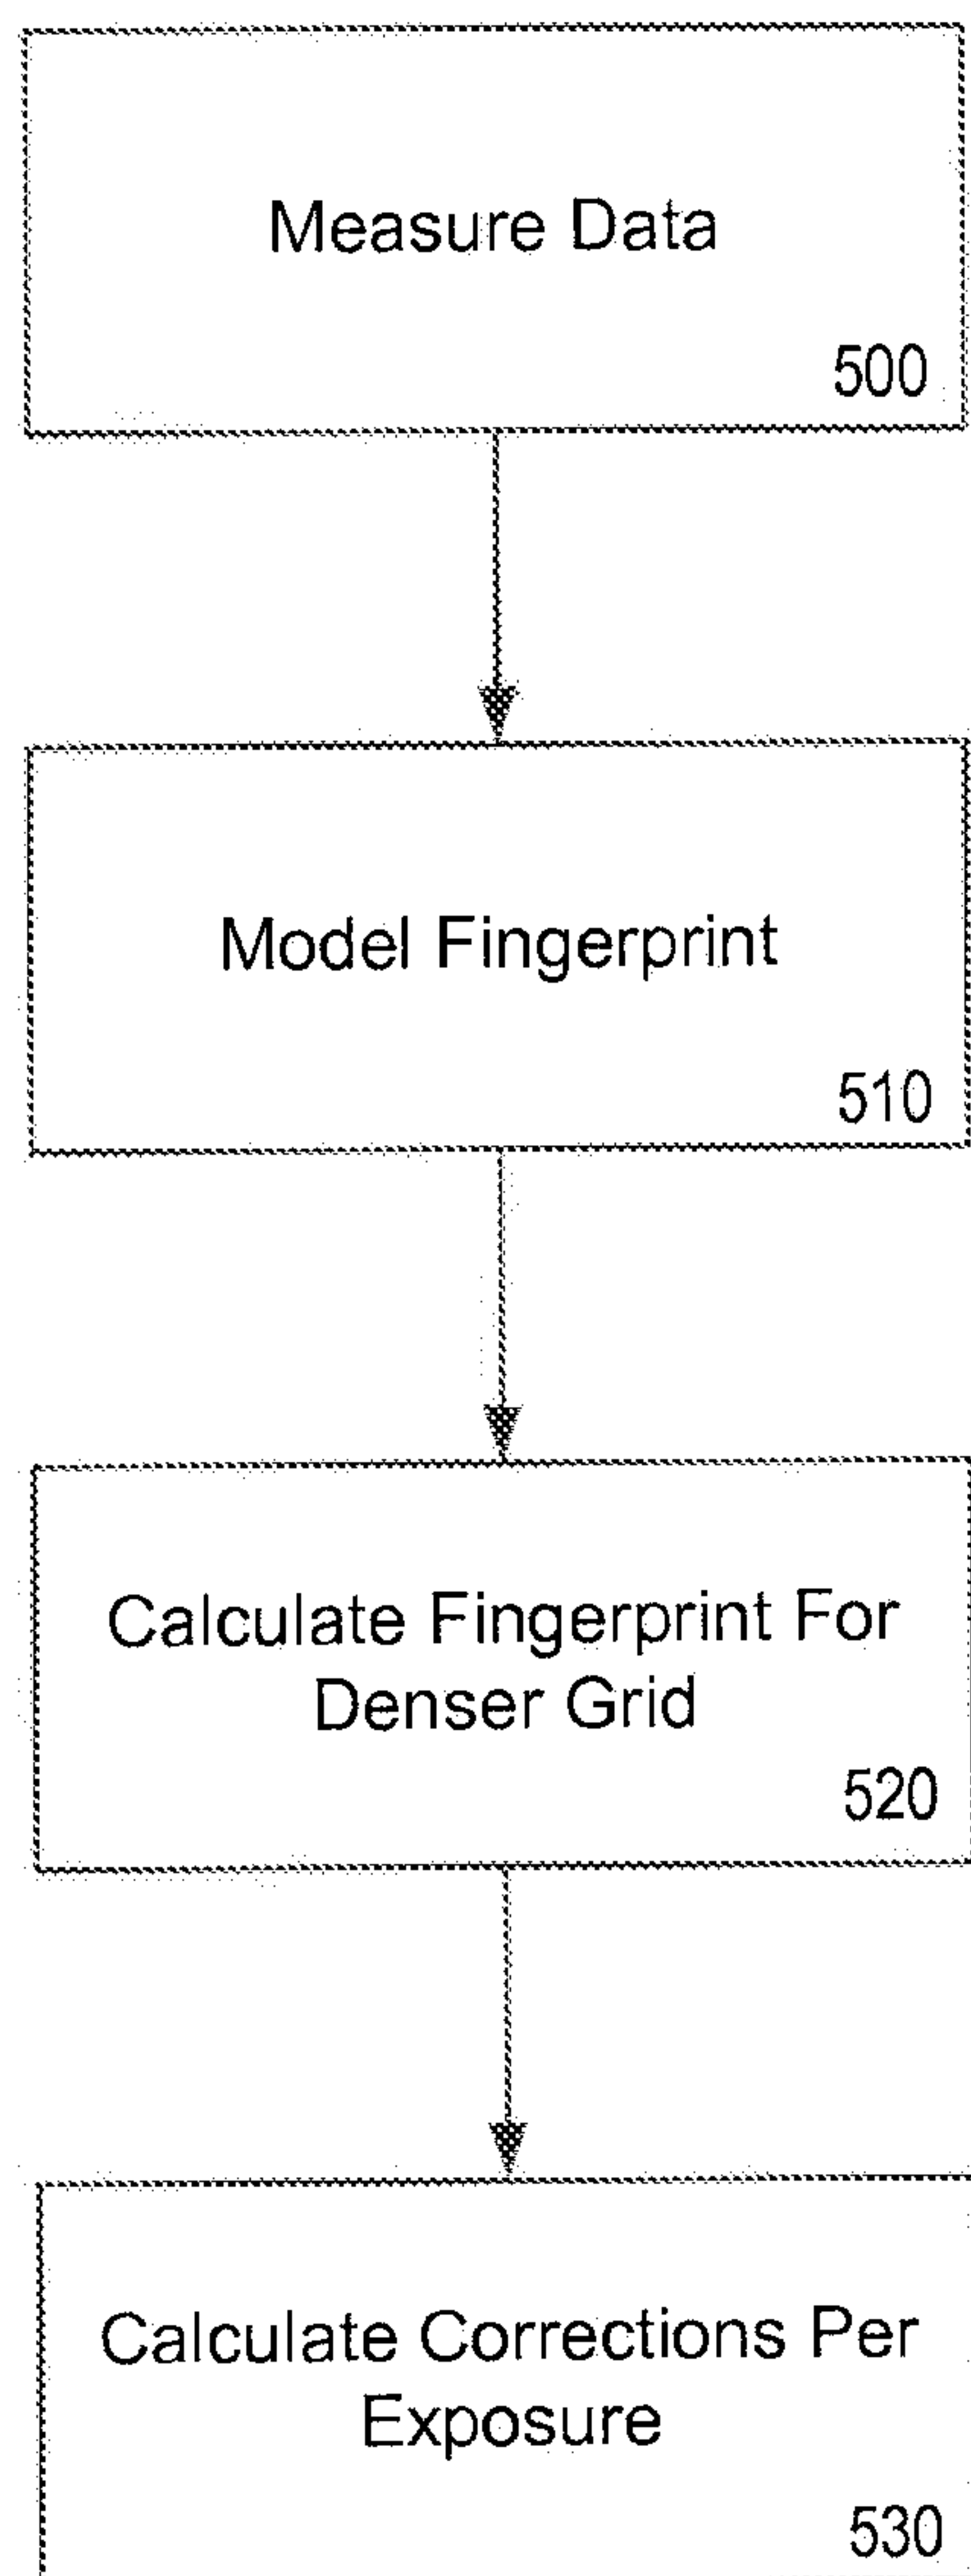 Measure Data
500
Model Fingerprint
510
Calculate Fingerprint For
Denser Grid
520
Calculate Corrections Per
Exposure
530